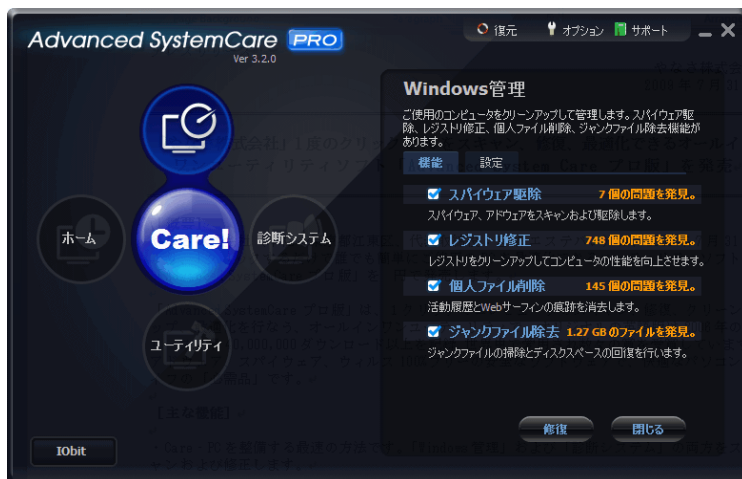 Advanced SystemCare PRO
Ver 3.2.0
復元 オプション サポート
Windows管理
ご使用のコンピュータをクリーンアップして管理します。スパイウェア駆
除、レジストリ修正、個人ファイル削除、ジャンクファイル除去機能が
あります。
機能 設定
スパイウェア駆除 7 個の問題を発見。
スパイウェア、アドウェアをスキャンおよび駆除します。
レジストリ修正 748 個の問題を発見。
レジストリをクリーンアップしてコンピュータの性能を向上させます。
個人ファイル削除 145 個の問題を発見。
活動履歴とWebサーフィンの痕跡を消去します。
ジャンクファイル除去 1.27 GB のファイルを発見。
ジャンクファイルの掃除とディスクスペースの回復を行います。
ホーム
Care!
診断システム
ユーティリティ
修復 閉じる
IObit